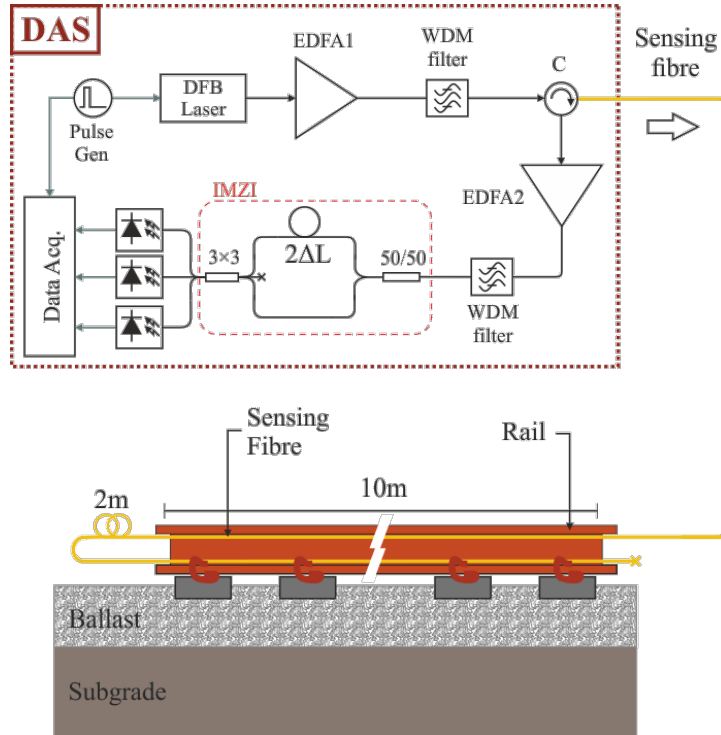 DAS
EDFA1
WDM
filter
C
Sensing
fibre
Pulse
Gen
DFB
Laser
EDFA2
IMZI
Data Acq.
3×3
2ΔL
50/50
WDM
filter
Sensing
Fibre
Rail
10m
2m
Ballast
Subgrade